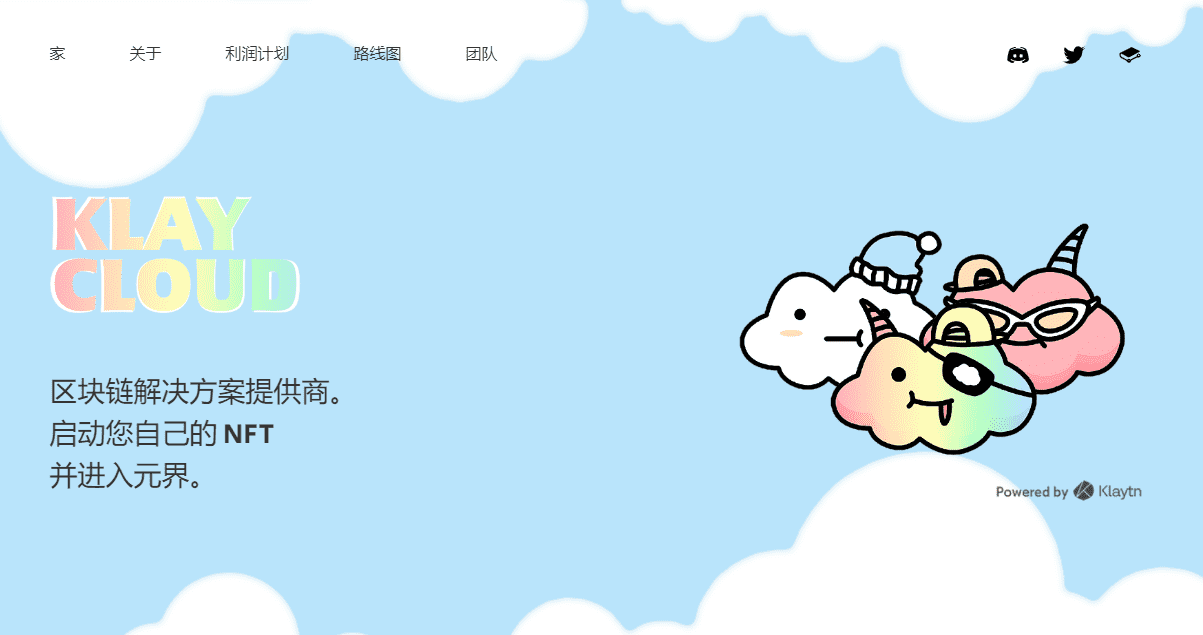 家 关于 利润计划 路线图 团队
KLAY
CLOUD
区块链解决方案提供商。
启动您自己的 NFT
并进入元界。
Powered by Klaytn